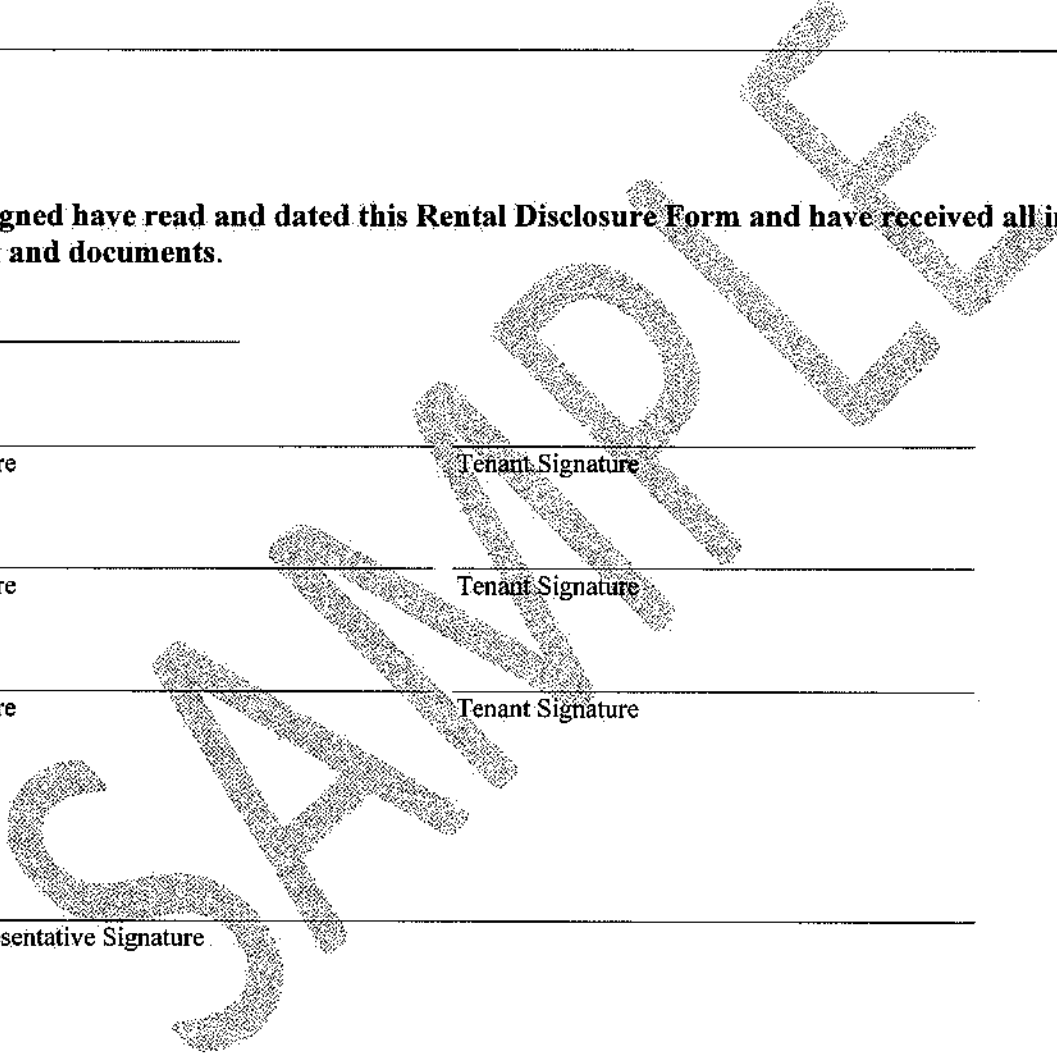 gned have read and dated this Rental Disclosure Form and have received all in
and documents.
re Tenant Signature
re Tenant Signature
re Tenant Signature
sentative Signature
SAMPLE